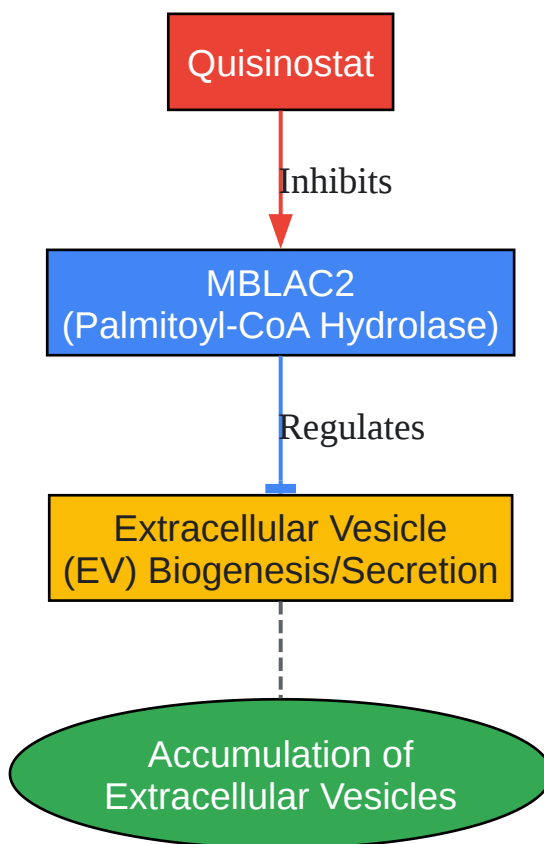 Quisinostat
Inhibits
MBLAC2
(Palmitoyl-CoA Hydrolase)
Regulates
Extracellular Vesicle
(EV) Biogenesis/Secretion
Accumulation of
Extracellular Vesicles